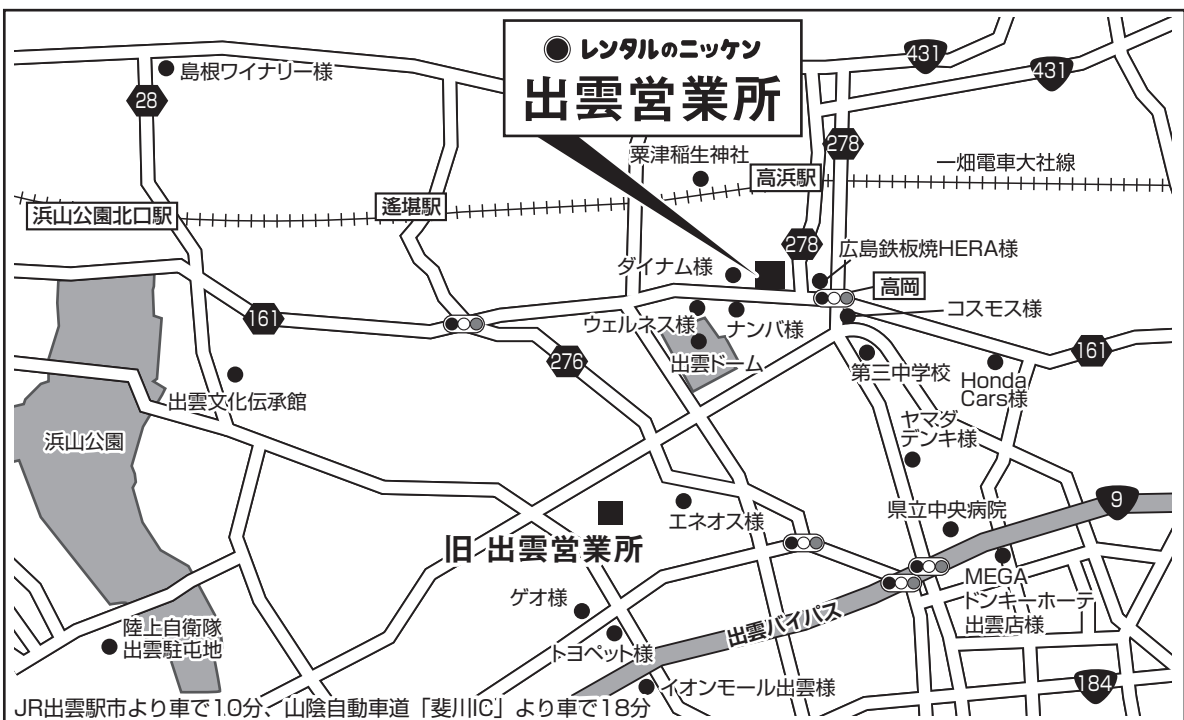 レンタルのニッケン
出雲営業所
431
431
島根ワイナリー様
28
278
粟津稲生神社
高浜駅
一畑電車大社線
浜山公園北口駅
遙堪駅
278
広島鉄板焼HERA様
ダイナム様
高岡
コスモス様
161
ウェルネス様
ナンバ様
出雲ドーム
276
第三中学校
161
Honda
Cars様
出雲文化伝承館
ヤマダ
デンキ様
浜山公園
エネオス様
県立中央病院
9
旧 出雲営業所
MEGA
ドンキホーテ
出雲店様
ゲオ様
出雲バイパス
陸上自衛隊
出雲駐屯地
トヨペット様
イオンモール出雲様
184
JR出雲駅市より車で10分、山陰自動車道「斐川IC」より車で18分